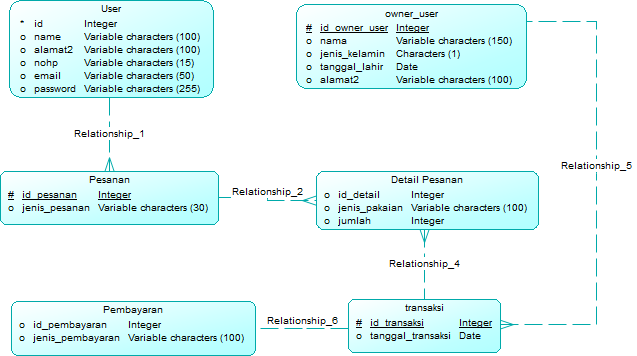 User
* id Integer
o name Variable characters (100)
o alamat2 Variable characters (100)
o nohp Variable characters (15)
o email Variable characters (50)
o password Variable characters (255)
owner_user
# id_owner_user Integer
o nama Variable characters (150)
o jenis_kelamin Characters (1)
o tanggal_lahir Date
o alamat2 Variable characters (100)
Relationship_1
Relationship_5
Pesanan
# id_pesanan Integer
o jenis_pesanan Variable characters (30)
Relationship_2
Detail Pesanan
o id_detail Integer
o jenis_pakaian Variable characters (100)
o jumlah Integer
Relationship_4
Pembayaran
o id_pembayaran Integer
o jenis_pembayaran Variable characters (100)
Relationship_6
transaksi
# id_transaksi Integer
o tanggal_transaksi Date